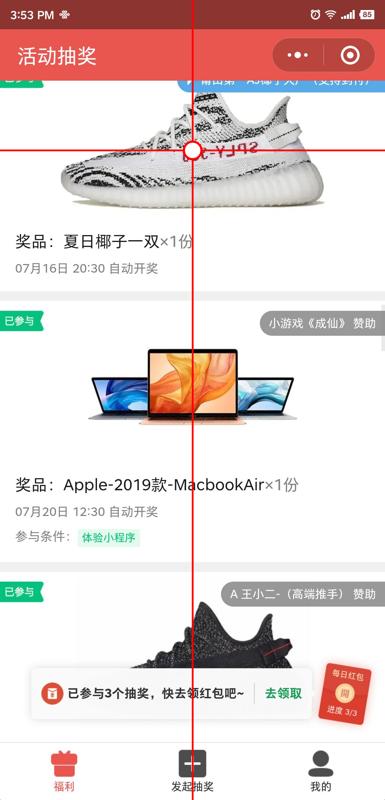 3:53 PM
85
活动抽奖
已参与
SPLY-3
奖品：夏日椰子一双×1份
07月16日 20:30 自动开奖
已参与
小游戏《成仙》 赞助
奖品：Apple-2019款-MacbookAir×1份
07月20日 12:30 自动开奖
参与条件： 体验小程序
已参与
A 王小二-（高端推手） 赞助
已参与3个抽奖，快去领红包吧~
去领取
每日红包
開
进度 3/3
福利
发起抽奖
我的